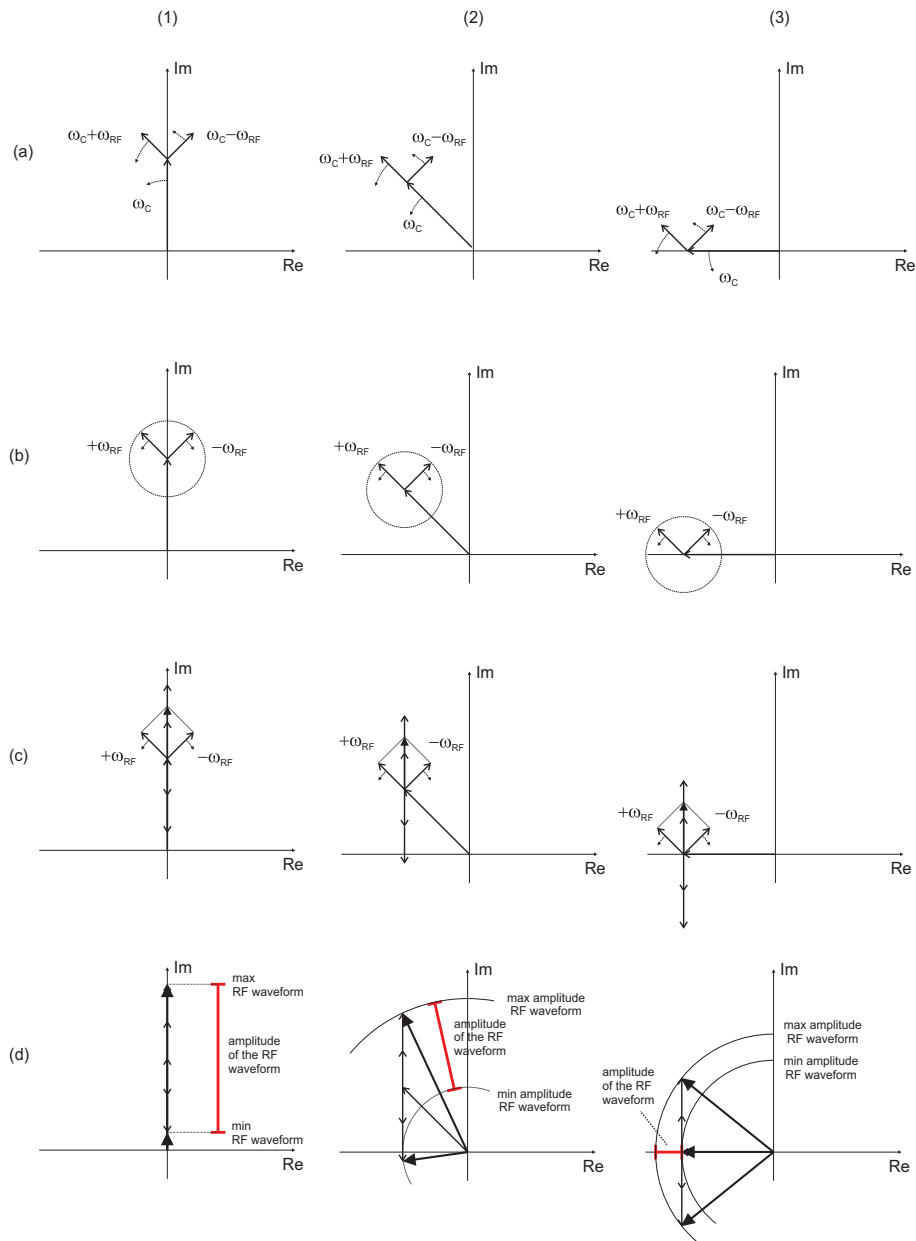 (1) (2) (3)
(a)
Im
ωC+ωRF
ωC−ωRF
ωC
Re
Im
ωC+ωRF
ωC−ωRF
ωC
Re
Im
ωC+ωRF
ωC−ωRF
ωC
Re
(b)
Im
+ωRF
−ωRF
Re
Im
+ωRF
−ωRF
Re
Im
+ωRF
−ωRF
Re
(c)
Im
+ωRF
−ωRF
Re
Im
+ωRF
−ωRF
Re
Im
+ωRF
−ωRF
Re
(d)
Im
max
RF waveform
amplitude
of the RF
waveform
min
RF waveform
Re
Im
max amplitude
RF waveform
amplitude
of the RF
waveform
min amplitude
RF waveform
Re
Im
max amplitude
RF waveform
min amplitude
RF waveform
amplitude
of the RF
waveform
Re